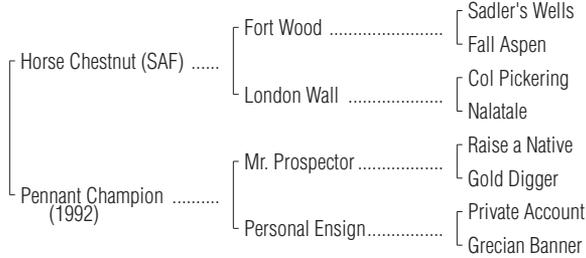 Sadler's Wells
Fort Wood .......................
Fall Aspen
Horse Chestnut (SAF) ......
Col Pickering
London Wall ....................
Nalatale
Raise a Native
Mr. Prospector..................
Gold Digger
Pennant Champion ..........
(1992)
Private Account
Personal Ensign................
Grecian Banner